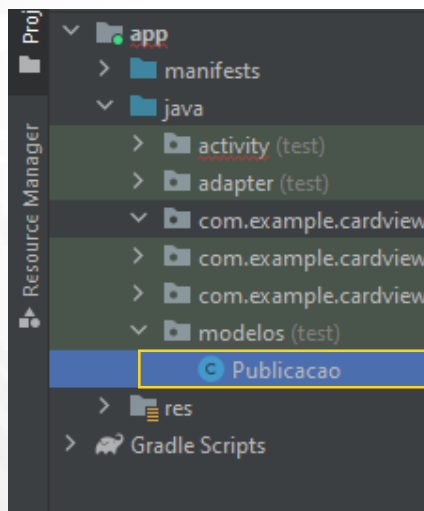 Proj
Resource Manager
app
manifests
java
activity (test)
adapter (test)
com.example.cardview
com.example.cardview
com.example.cardview
modelos (test)
C Publicacao
res
Gradle Scripts